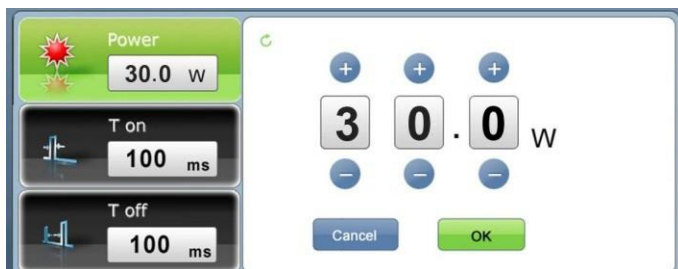 Power
30.0 W
T on
100 ms
T off
100 ms
+ + +
3 0 . 0 W
− − −
Cancel OK